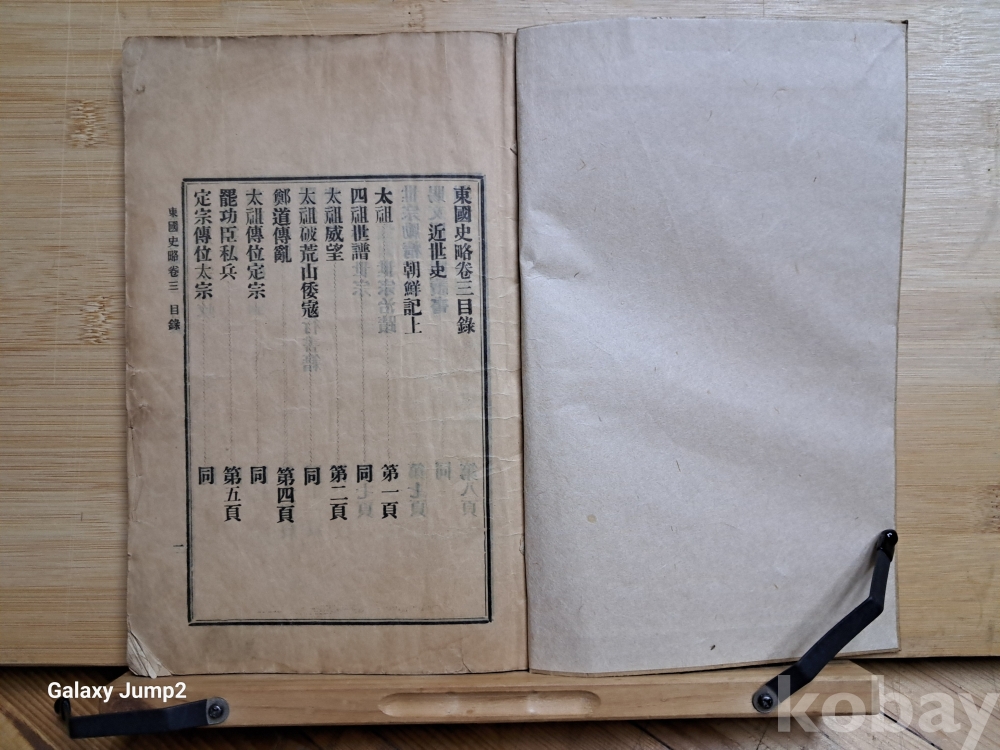 東國史略卷三目錄
近世史
朝鮮記上
太祖 第一頁
四祖世譜 同
太祖威望 第二頁
太祖破荒山倭寇 同
鄭道傳亂 第四頁
太祖傳位定宗 同
罷功臣私兵 第五頁
定宗傳位太宗 同
東國史略卷三 目錄
一
Galaxy Jump2
kobay